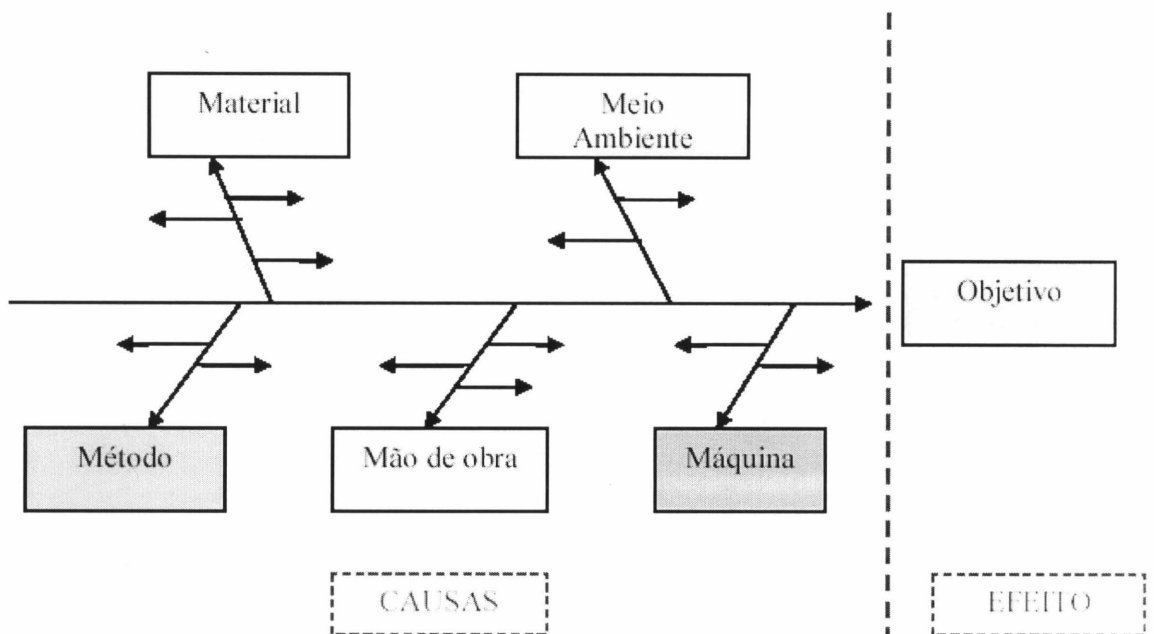 Material
Meio
Ambiente
Objetivo
Método
Mão de obra
Máquina
CAUSAS
EFEITO